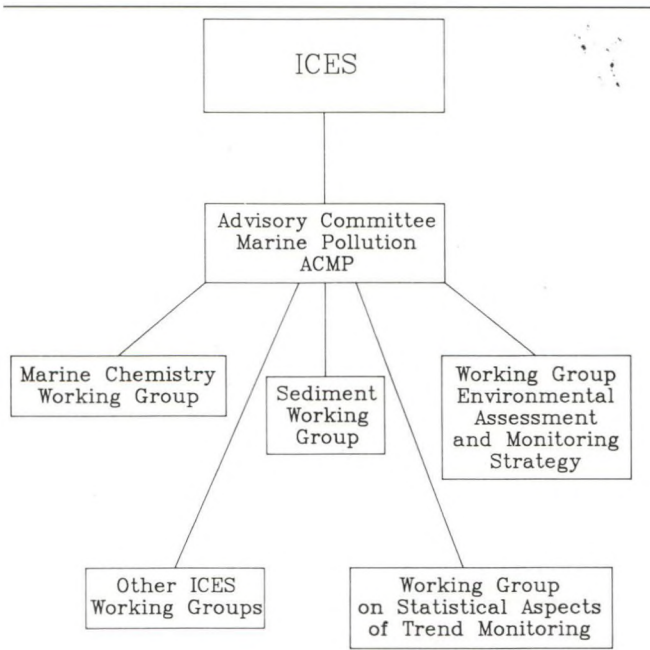 ICES
Advisory Committee
Marine Pollution
ACMP
Marine Chemistry
Working Group
Sediment
Working
Group
Working Group
Environmental
Assessment
and Monitoring
Strategy
Other ICES
Working Groups
Working Group
on Statistical Aspects
of Trend Monitoring